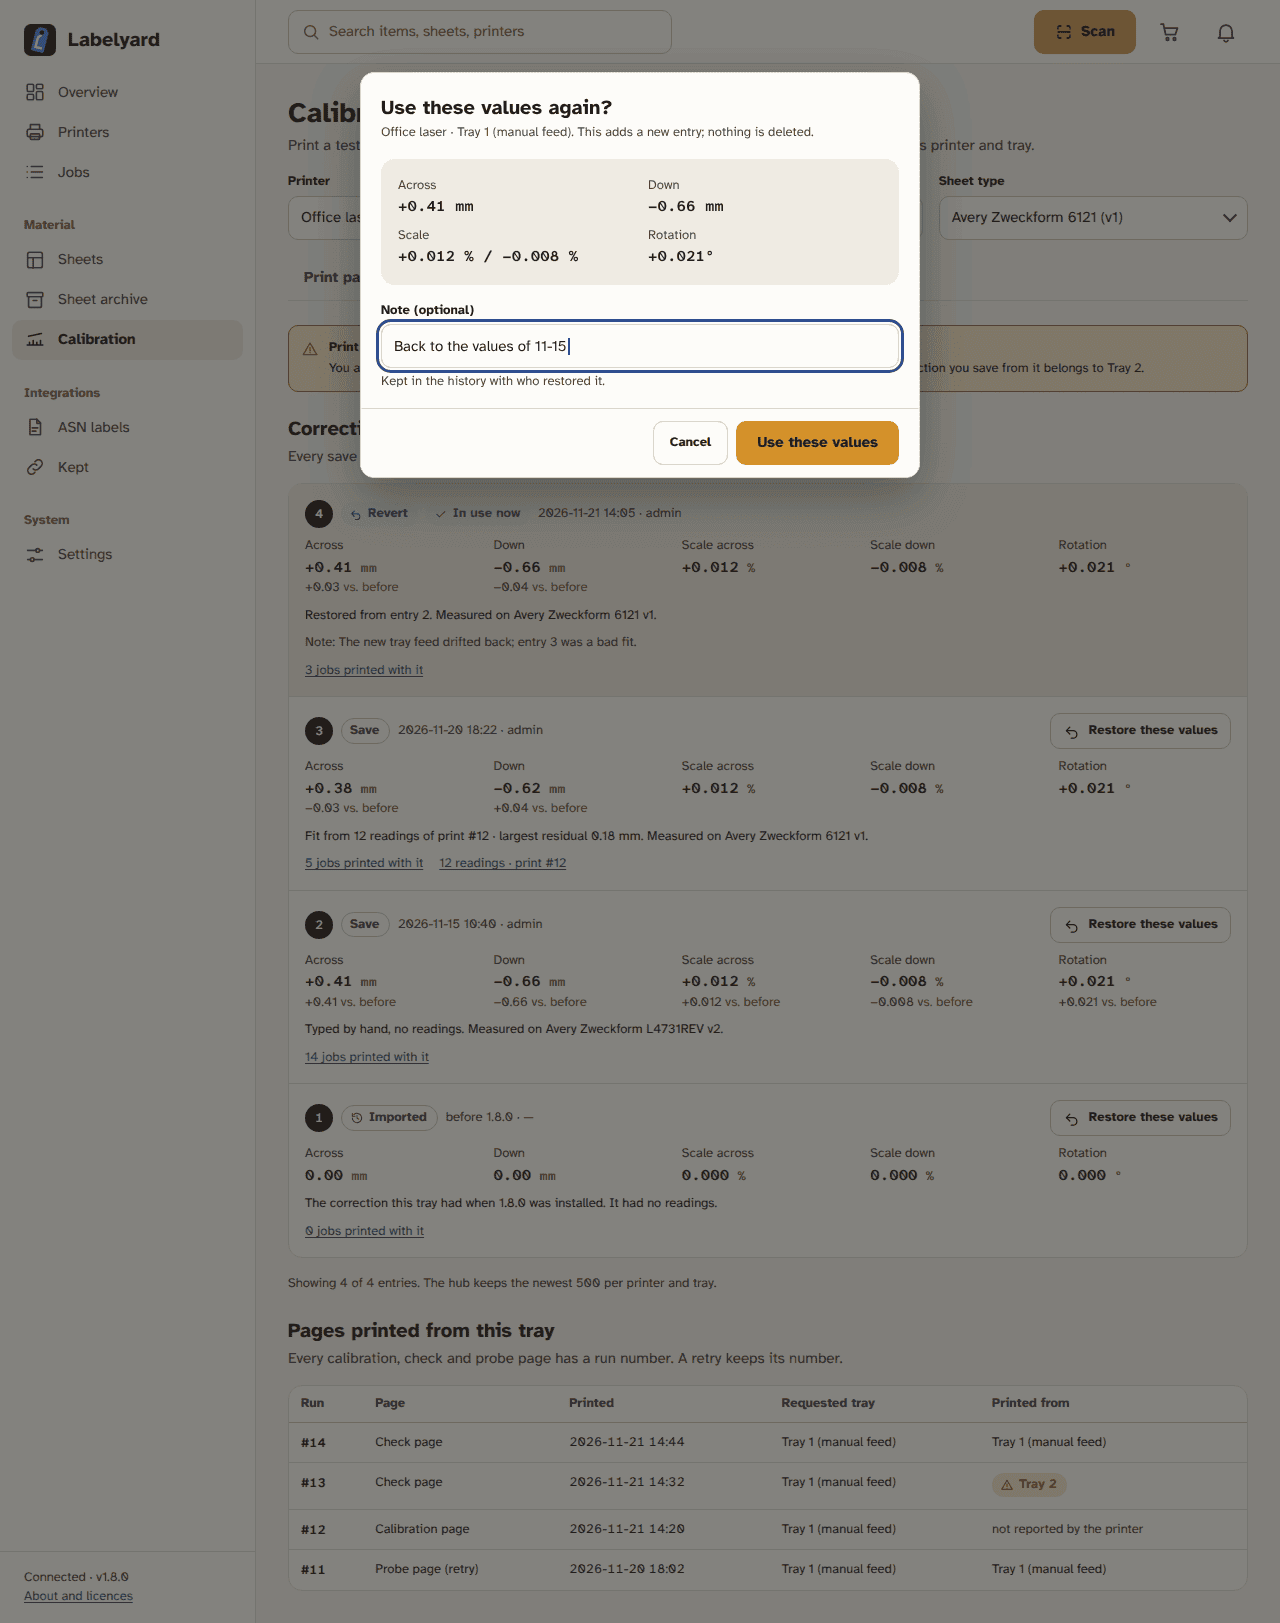 Labelyard
Search items, sheets, printers
Scan
Overview
Printers
Jobs
Material
Sheets
Sheet archive
Calibration
Integrations
ASN labels
Kept
System
Settings
Connected · v1.8.0
About and licences
Calibr
Print a test
s printer and tray.
Printer
Office las
Sheet type
Avery Zweckform 6121 (v1)
Print pa
Print
You a
ction you save from it belongs to Tray 2.
Use these values again?
Office laser · Tray 1 (manual feed). This adds a new entry; nothing is deleted.
Across
+0.41 mm
Down
−0.66 mm
Scale
+0.012 % / −0.008 %
Rotation
+0.021°
Note (optional)
Back to the values of 11-15
Kept in the history with who restored it.
Cancel
Use these values
Correcti
Every save
4 Revert In use now 2026-11-21 14:05 · admin
Across Down Scale across Scale down Rotation
+0.41 mm −0.66 mm +0.012 % −0.008 % +0.021 °
+0.03 vs. before −0.04 vs. before
Restored from entry 2. Measured on Avery Zweckform 6121 v1.
Note: The new tray feed drifted back; entry 3 was a bad fit.
3 jobs printed with it
3 Save 2026-11-20 18:22 · admin Restore these values
Across Down Scale across Scale down Rotation
+0.38 mm −0.62 mm +0.012 % −0.008 % +0.021 °
−0.03 vs. before +0.04 vs. before
Fit from 12 readings of print #12 · largest residual 0.18 mm. Measured on Avery Zweckform 6121 v1.
5 jobs printed with it 12 readings · print #12
2 Save 2026-11-15 10:40 · admin Restore these values
Across Down Scale across Scale down Rotation
+0.41 mm −0.66 mm +0.012 % −0.008 % +0.021 °
+0.41 vs. before −0.66 vs. before +0.012 vs. before −0.008 vs. before +0.021 vs. before
Typed by hand, no readings. Measured on Avery Zweckform L4731REV v2.
14 jobs printed with it
1 Imported before 1.8.0 · — Restore these values
Across Down Scale across Scale down Rotation
0.00 mm 0.00 mm 0.000 % 0.000 % 0.000 °
The correction this tray had when 1.8.0 was installed. It had no readings.
0 jobs printed with it
Showing 4 of 4 entries. The hub keeps the newest 500 per printer and tray.
Pages printed from this tray
Every calibration, check and probe page has a run number. A retry keeps its number.
Run Page Printed Requested tray Printed from
#14 Check page 2026-11-21 14:44 Tray 1 (manual feed) Tray 1 (manual feed)
#13 Check page 2026-11-21 14:32 Tray 1 (manual feed) Tray 2
#12 Calibration page 2026-11-21 14:20 Tray 1 (manual feed) not reported by the printer
#11 Probe page (retry) 2026-11-20 18:02 Tray 1 (manual feed) Tray 1 (manual feed)